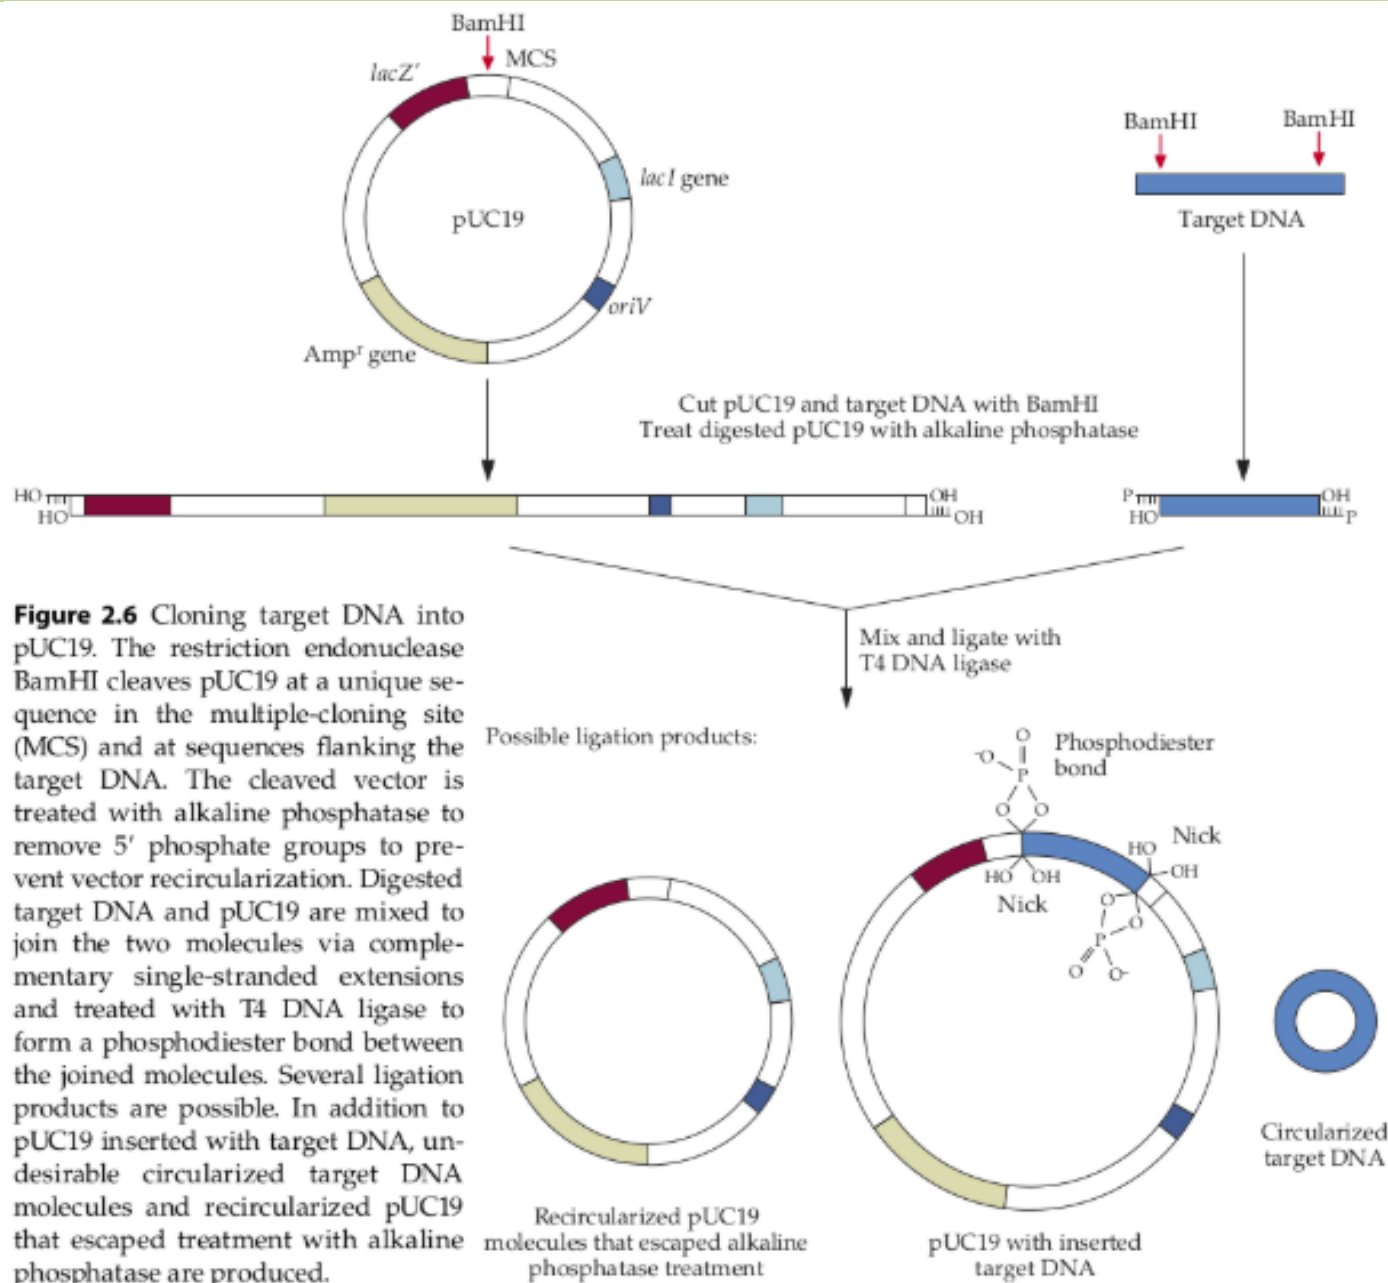 BamHI
MCS
lacZ′
lacI gene
pUC19
oriV
Ampʳ gene
BamHI
BamHI
Target DNA
Cut pUC19 and target DNA with BamHI
Treat digested pUC19 with alkaline phosphatase
HO
HO
OH
OH
P
HO
OH
P
Mix and ligate with
T4 DNA ligase
Figure 2.6 Cloning target DNA into
pUC19. The restriction endonuclease
BamHI cleaves pUC19 at a unique se-
quence in the multiple-cloning site
(MCS) and at sequences flanking the
target DNA. The cleaved vector is
treated with alkaline phosphatase to
remove 5′ phosphate groups to pre-
vent vector recircularization. Digested
target DNA and pUC19 are mixed to
join the two molecules via comple-
mentary single-stranded extensions
and treated with T4 DNA ligase to
form a phosphodiester bond between
the joined molecules. Several ligation
products are possible. In addition to
pUC19 inserted with target DNA, un-
desirable circularized target DNA
molecules and recircularized pUC19
that escaped treatment with alkaline
phosphatase are produced.
Possible ligation products:
O
⁻O
P
O O
Phosphodiester
bond
HO OH
Nick
HO
OH
Nick
O
O
P
O
O⁻
Recircularized pUC19
molecules that escaped alkaline
phosphatase treatment
pUC19 with inserted
target DNA
Circularized
target DNA